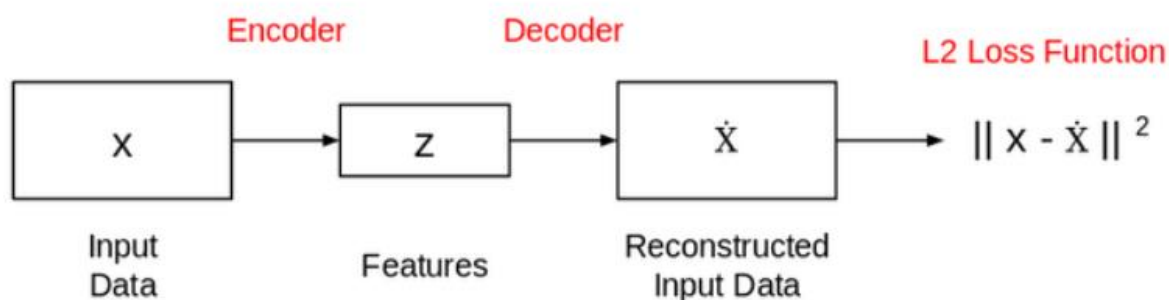 Encoder
Decoder
L2 Loss Function
x
z
Ẋ
|| x - Ẋ || ²
Input
Data
Features
Reconstructed
Input Data